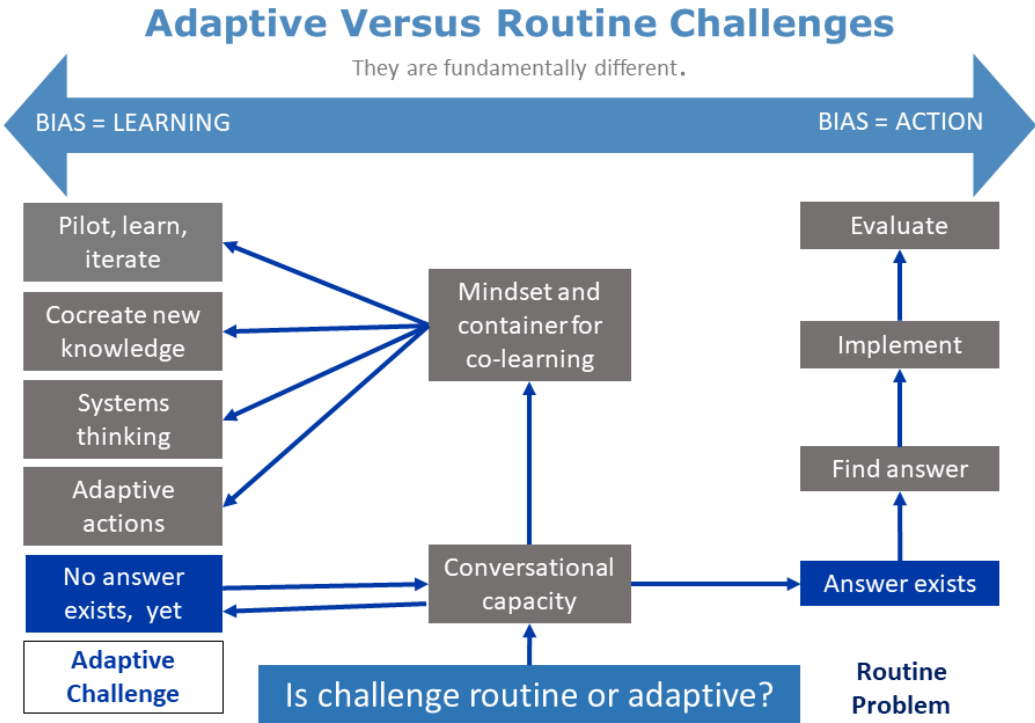 Adaptive Versus Routine Challenges
They are fundamentally different.
BIAS = LEARNING
BIAS = ACTION
Pilot, learn,
iterate
Cocreate new
knowledge
Systems
thinking
Adaptive
actions
No answer
exists, yet
Adaptive
Challenge
Mindset and
container for
co-learning
Conversational
capacity
Is challenge routine or adaptive?
Evaluate
Implement
Find answer
Answer exists
Routine
Problem